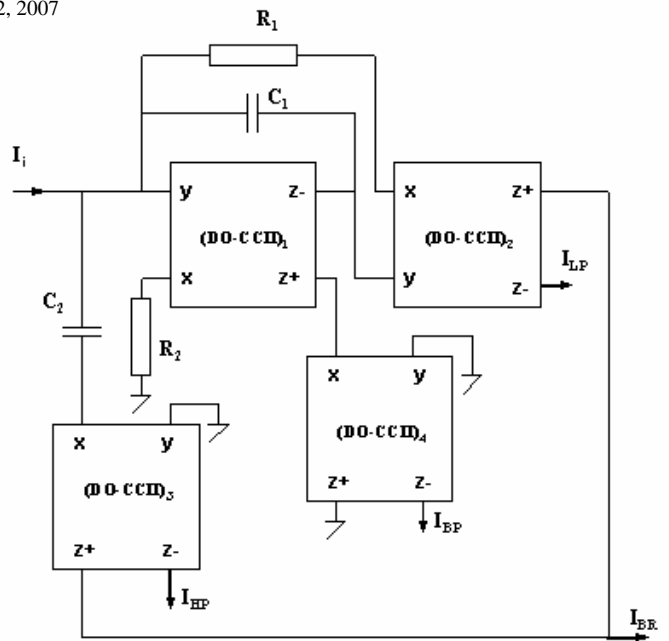 2, 2007
R1
C1
Ii
y
z-
x
z+
(DO-CCII)1
(DO-CCII)2
x
z+
y
z-
ILP
C2
R2
x
y
x
y
(DO-CCII)4
(DO-CCII)3
z+
z-
IBP
z+
z-
IHP
IBR